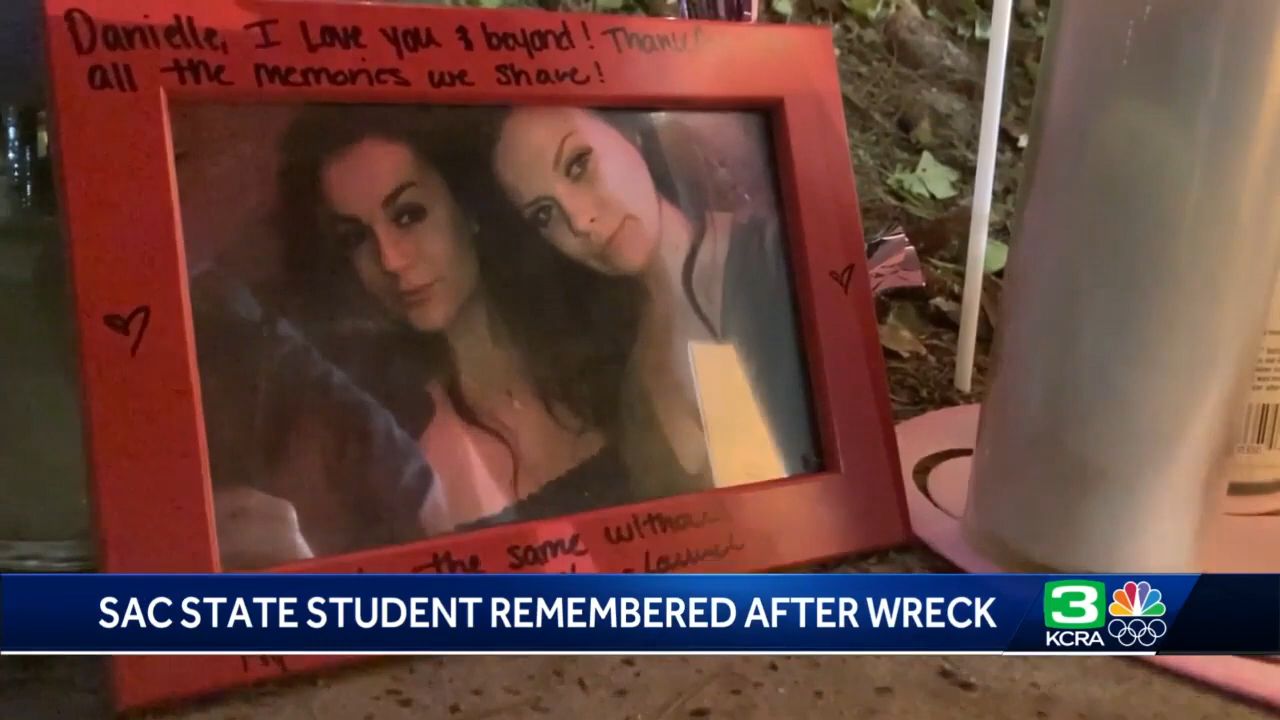 Danielle, I Love you & beyond! Thank
all the memories we share!
the same without
SAC STATE STUDENT REMEMBERED AFTER WRECK
3
KCRA